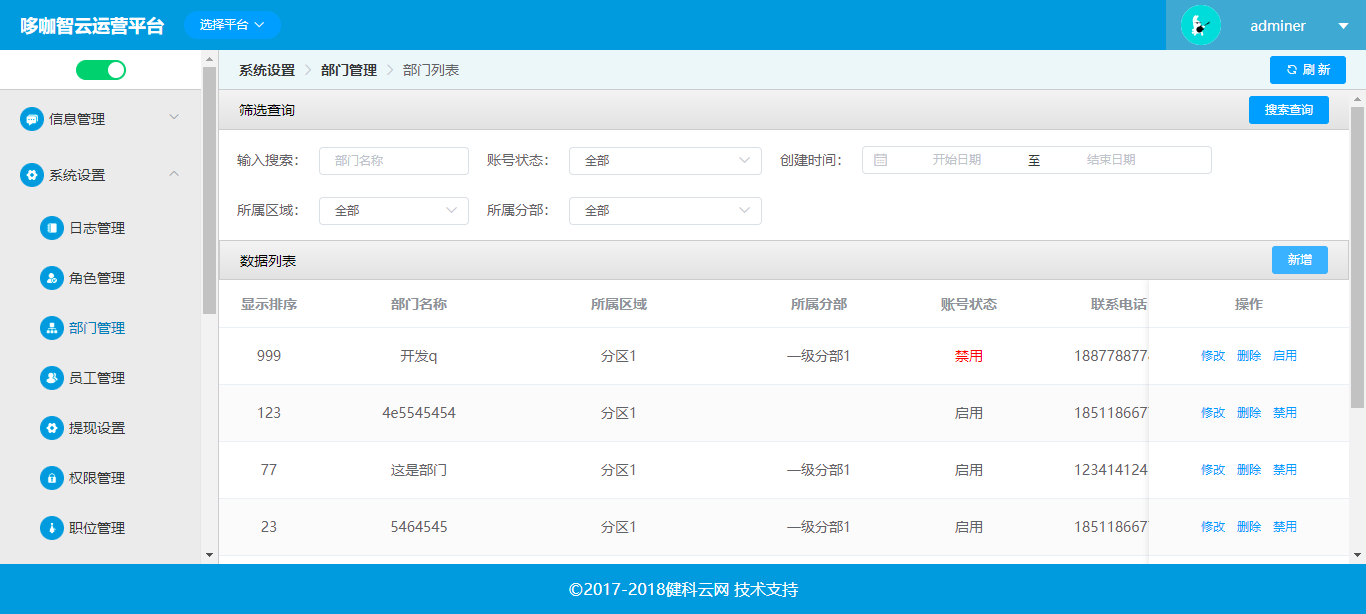 哆咖智云运营平台 选择平台 adminer
系统设置 部门管理 部门列表 刷 新
信息管理
系统设置
日志管理
角色管理
部门管理
员工管理
提现设置
权限管理
职位管理
筛选查询 搜索查询
输入搜索: 部门名称 账号状态: 全部 创建时间: 开始日期 至 结束日期
所属区域: 全部 所属分部: 全部
数据列表 新增
显示排序 部门名称 所属区域 所属分部 账号状态 联系电话 操作
999 开发q 分区1 一级分部1 禁用 188778877 修改 删除 启用
123 4e5545454 分区1 启用 185118667 修改 删除 禁用
77 这是部门 分区1 一级分部1 启用 123414124 修改 删除 禁用
23 5464545 分区1 一级分部1 启用 185118667 修改 删除 禁用
©2017-2018健科云网 技术支持